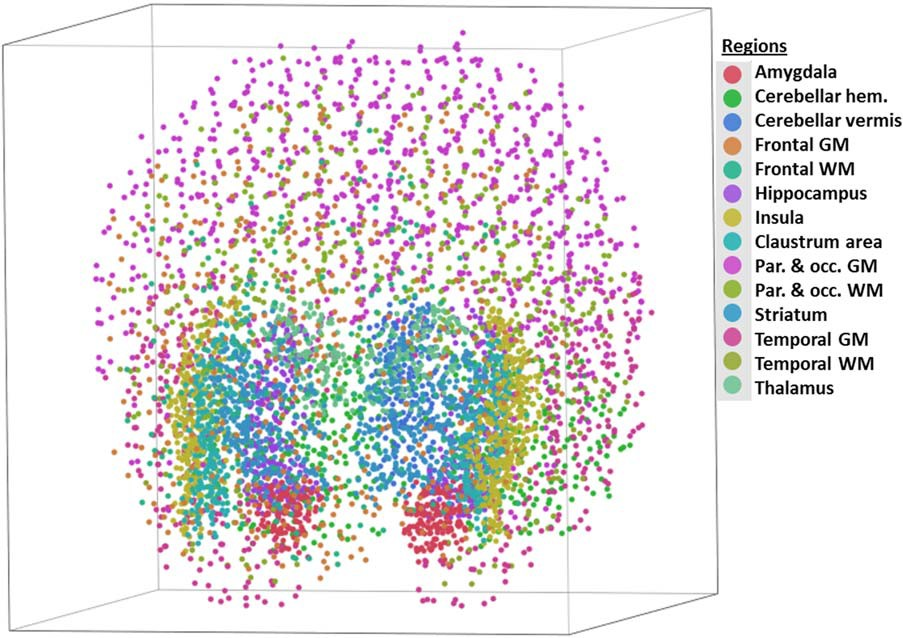 Regions
Amygdala
Cerebellar hem.
Cerebellar vermis
Frontal GM
Frontal WM
Hippocampus
Insula
Claustrum area
Par. & occ. GM
Par. & occ. WM
Striatum
Temporal GM
Temporal WM
Thalamus